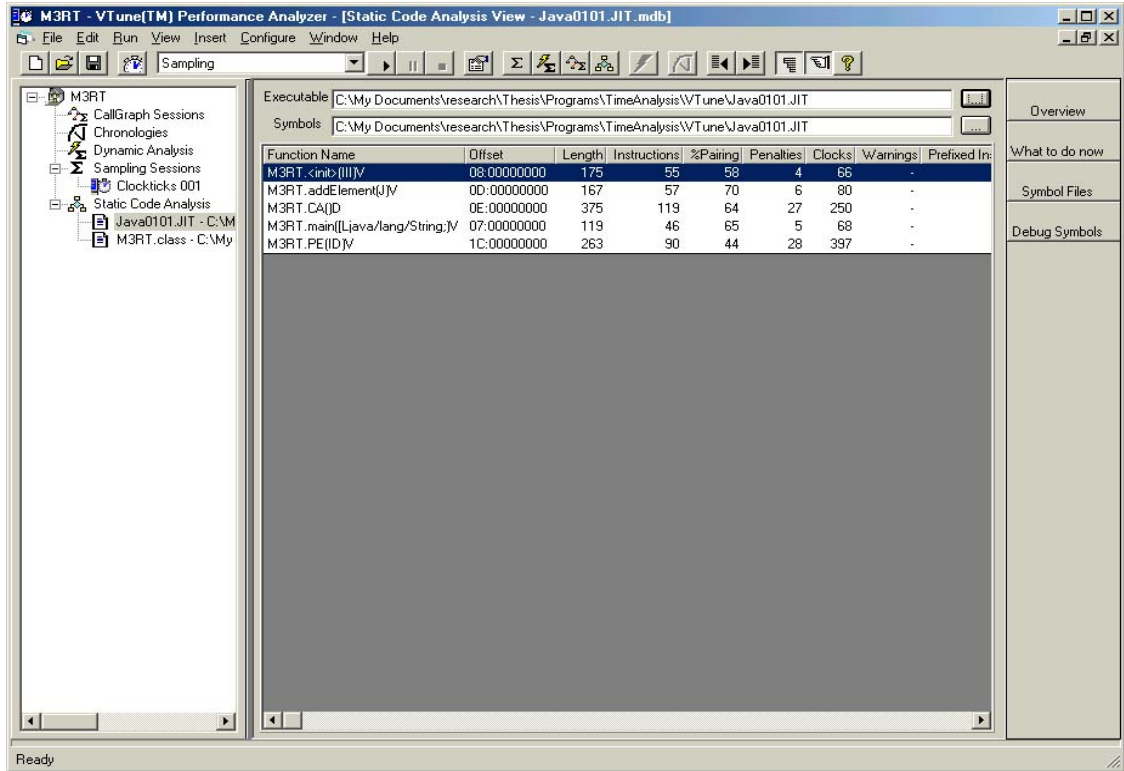 M3RT - VTune(TM) Performance Analyzer - [Static Code Analysis View - Java0101.JIT.mdb]
File Edit Run View Insert Configure Window Help
Sampling
M3RT
CallGraph Sessions
Chronologies
Dynamic Analysis
Sampling Sessions
Clockticks 001
Static Code Analysis
Java0101.JIT - C:\M
M3RT.class - C:\My
Executable C:\My Documents\research\Thesis\Programs\TimeAnalysis\VTune\Java0101.JIT
Symbols C:\My Documents\research\Thesis\Programs\TimeAnalysis\VTune\Java0101.JIT
Function Name Offset Length Instructions %Pairing Penalties Clocks Warnings Prefixed In:
M3RT.<init>(III)V 08:00000000 175 55 58 4 66 -
M3RT.addElement(J)V 0D:00000000 167 57 70 6 80 -
M3RT.CA()D 0E:00000000 375 119 64 27 250 -
M3RT.main([Ljava/lang/String;)V 07:00000000 119 46 65 5 68 -
M3RT.PE(ID)V 1C:00000000 263 90 44 28 397 -
Overview
What to do now
Symbol Files
Debug Symbols
Ready